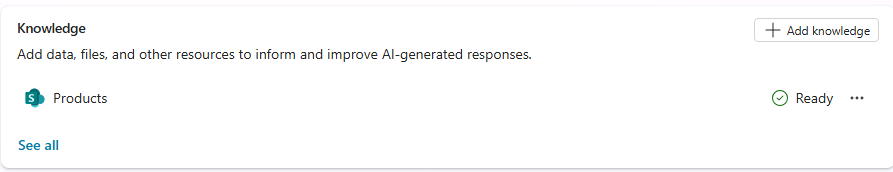 Knowledge
Add knowledge
Add data, files, and other resources to inform and improve AI-generated responses.
S
Products
Ready
See all